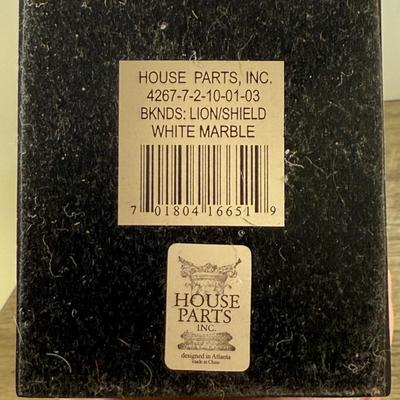 HOUSE PARTS, INC.
4267-7-2-10-01-03
BKNDS: LION/SHIELD
WHITE MARBLE
7 01804 16651 9
HOUSE
PARTS
INC.
designed in Atlanta
made in China